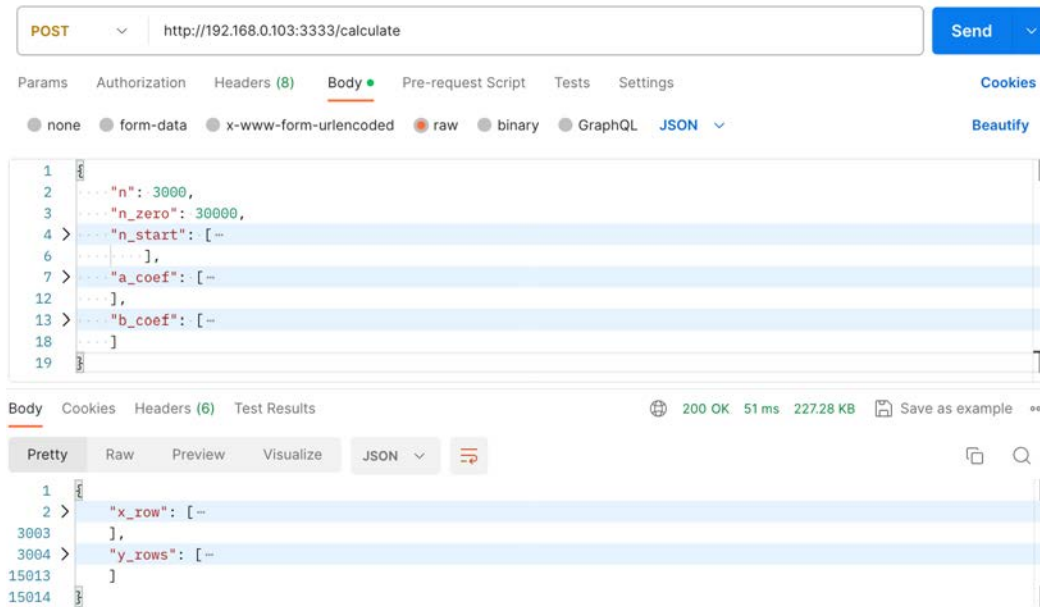 POST http://192.168.0.103:3333/calculate Send
Params Authorization Headers (8) Body Pre-request Script Tests Settings Cookies
none form-data x-www-form-urlencoded raw binary GraphQL JSON Beautify
1 {
2 "n": 3000,
3 "n_zero": 30000,
4 "n_start": [
6 ],
7 "a_coef": [
12 ],
13 "b_coef": [
18 ]
19 }
Body Cookies Headers (6) Test Results 200 OK 51 ms 227.28 KB Save as example
Pretty Raw Preview Visualize JSON
1 {
2 "x_row": [
3003 ],
3004 "y_rows": [
15013 ]
15014 }